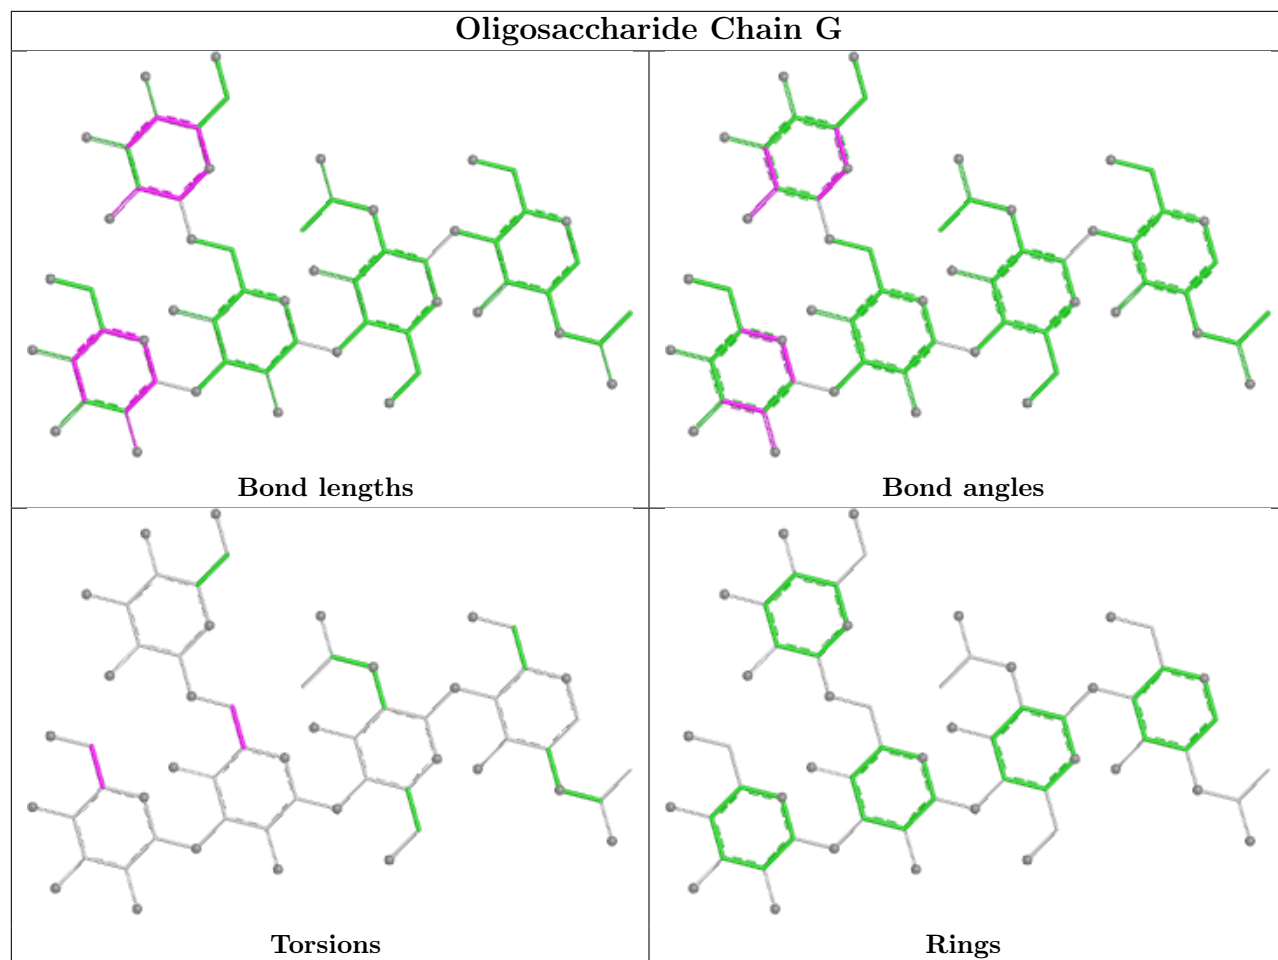 Oligosaccharide Chain G
Bond lengths
Bond angles
Torsions
Rings